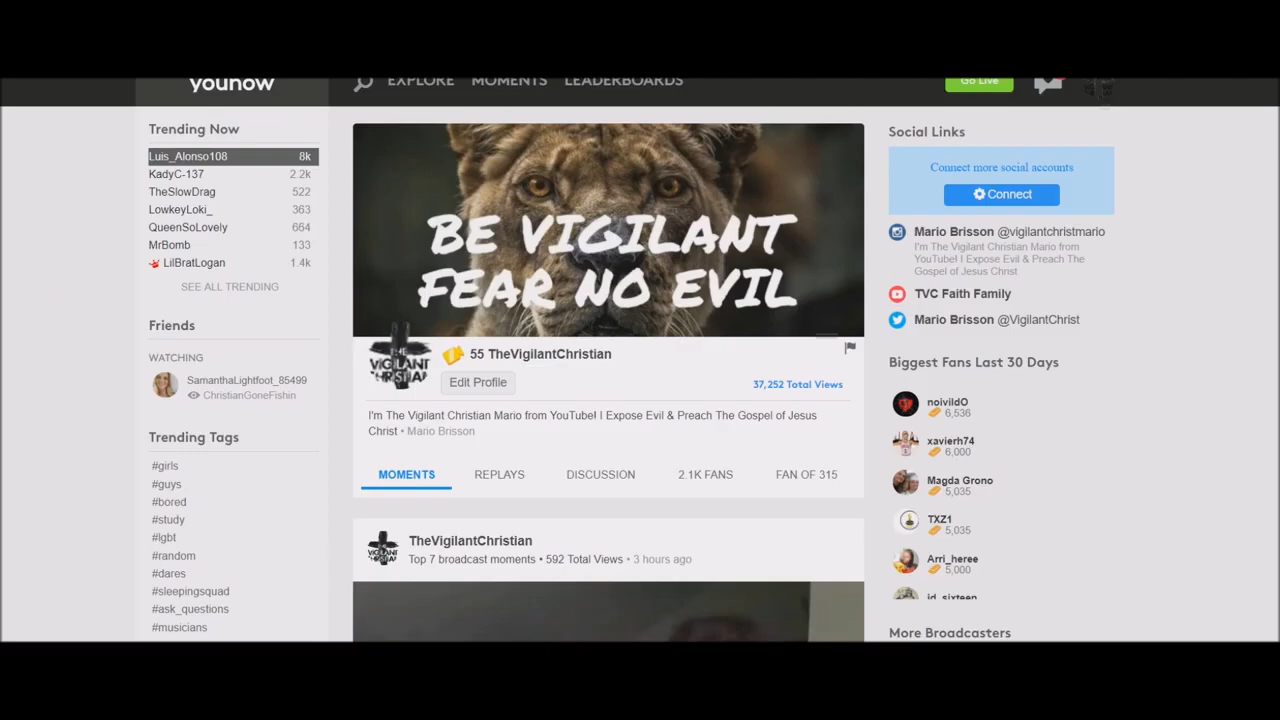 younow
EXPLORE MOMENTS LEADERBOARDS
Go Live
Trending Now
Luis_Alonso108 8k
KadyC-137 2.2k
TheSlowDrag 522
LowkeyLoki_ 363
QueenSoLovely 664
MrBomb 133
LilBratLogan 1.4k
SEE ALL TRENDING
Friends
WATCHING
SamanthaLightfoot_85499
ChristianGoneFishin
Trending Tags
#girls
#guys
#bored
#study
#lgbt
#random
#dares
#sleepingsquad
#ask_questions
#musicians
BE VIGILANT
FEAR NO EVIL
THE
VIGILANT
CHRISTIAN
55 TheVigilantChristian
Edit Profile
37,252 Total Views
I'm The Vigilant Christian Mario from YouTube! I Expose Evil & Preach The Gospel of Jesus
Christ • Mario Brisson
MOMENTS REPLAYS DISCUSSION 2.1K FANS FAN OF 315
TheVigilantChristian
Top 7 broadcast moments • 592 Total Views • 3 hours ago
Social Links
Connect more social accounts
Connect
Mario Brisson @vigilantchristmario
I'm The Vigilant Christian Mario from
YouTube! I Expose Evil & Preach The
Gospel of Jesus Christ
TVC Faith Family
Mario Brisson @VigilantChrist
Biggest Fans Last 30 Days
noivildO
6,536
xavierh74
6,000
Magda Grono
5,035
TXZ1
5,035
Arri_heree
5,000
id_sixteen
More Broadcasters